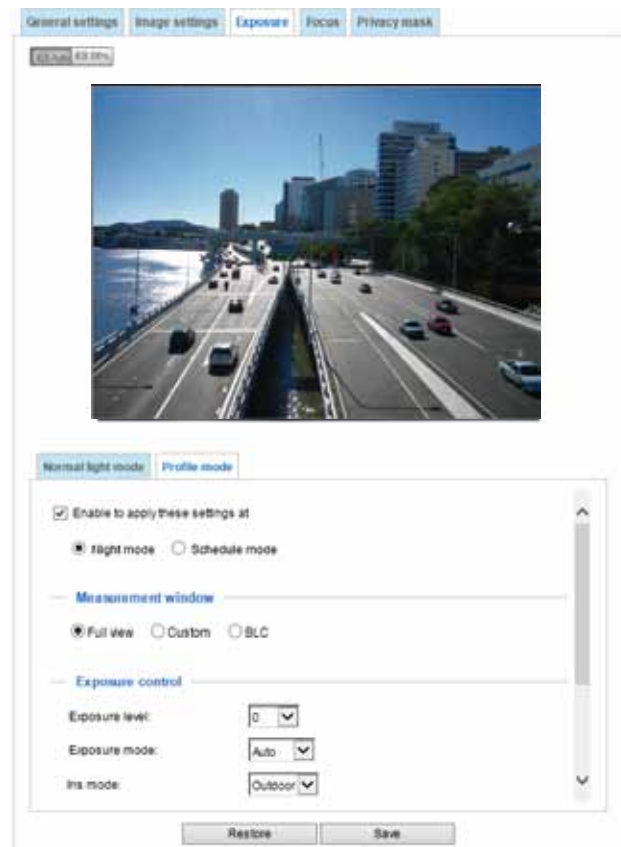 General settings Image settings Exposure Focus Privacy mask
100%
Normal light mode Profile mode
Enable to apply these settings at
Night mode Schedule mode
Measurement window
Full view Custom BLC
Exposure control
Exposure level: 0
Exposure mode: Auto
Iris mode: Outdoor
Restore Save